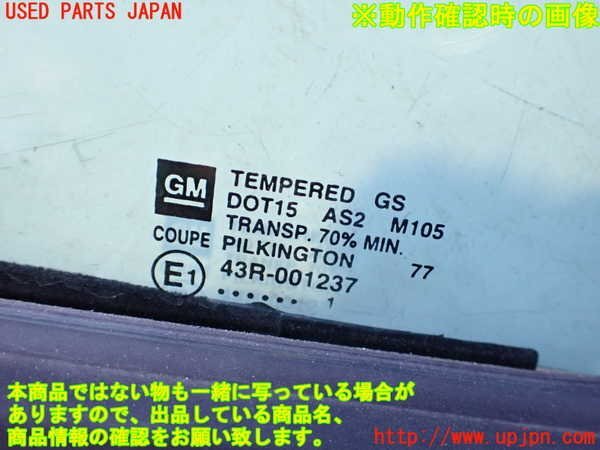 USED PARTS JAPAN
※動作確認時の画像
GM
TEMPERED GS
DOT15 AS2 M105
TRANSP. 70% MIN.
COUPE PILKINGTON 77
E1 43R-001237
...... 1
本商品ではない物も一緒に写っている場合が
ありますので、出品している商品名、
商品情報の確認をお願い致します。
http://www.upjpn.com/